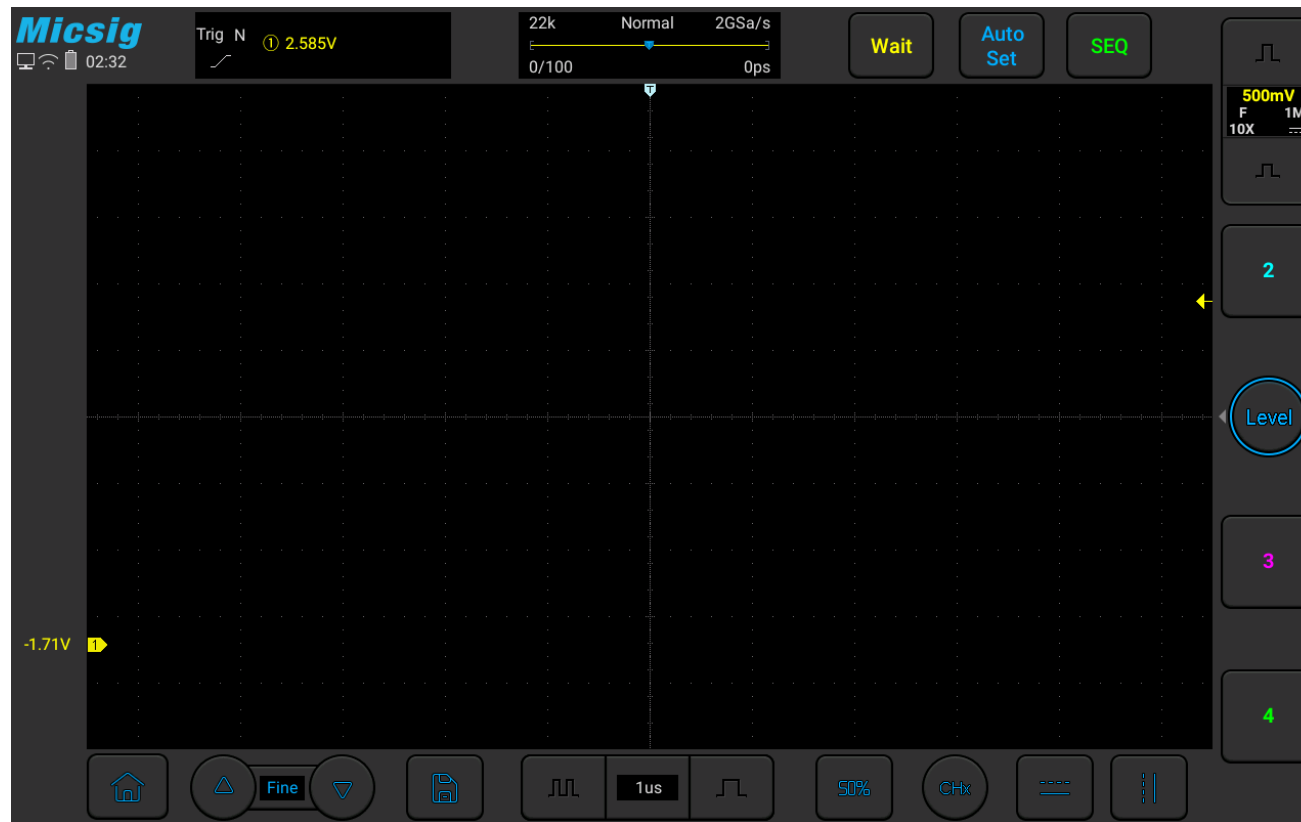 Micsig
02:32
Trig N ① 2.585V
22k Normal 2GSa/s
0/100 0ps
T
Wait
Auto
Set
SEQ
500mV
F 1M
10X
2
Level
3
-1.71V 1
4
Fine
1us
50%
CHx